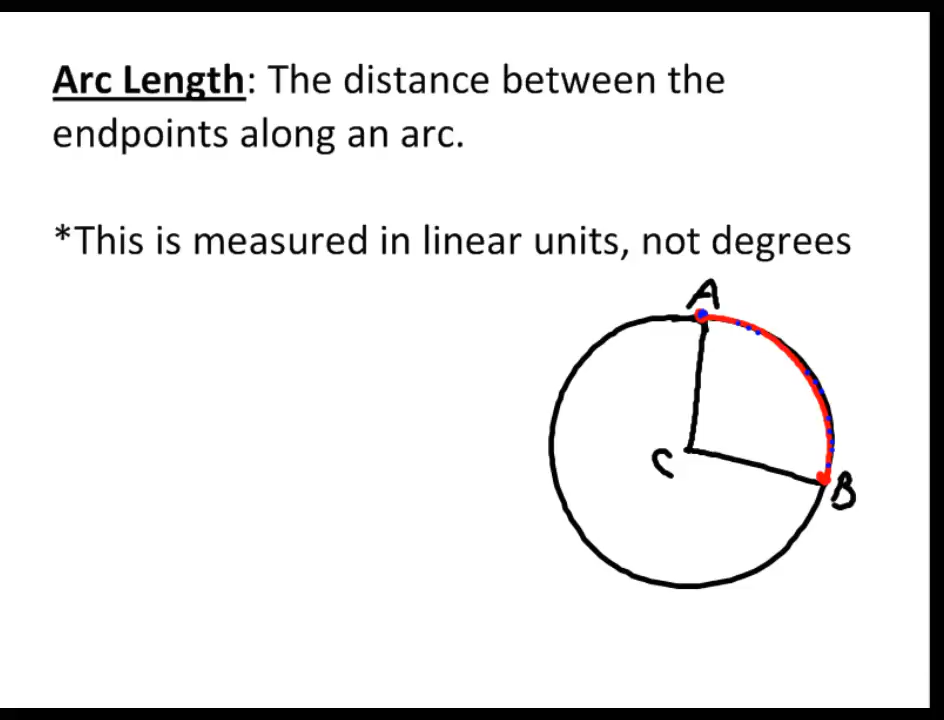 Arc Length: The distance between the
endpoints along an arc.
*This is measured in linear units, not degrees
A
C
B